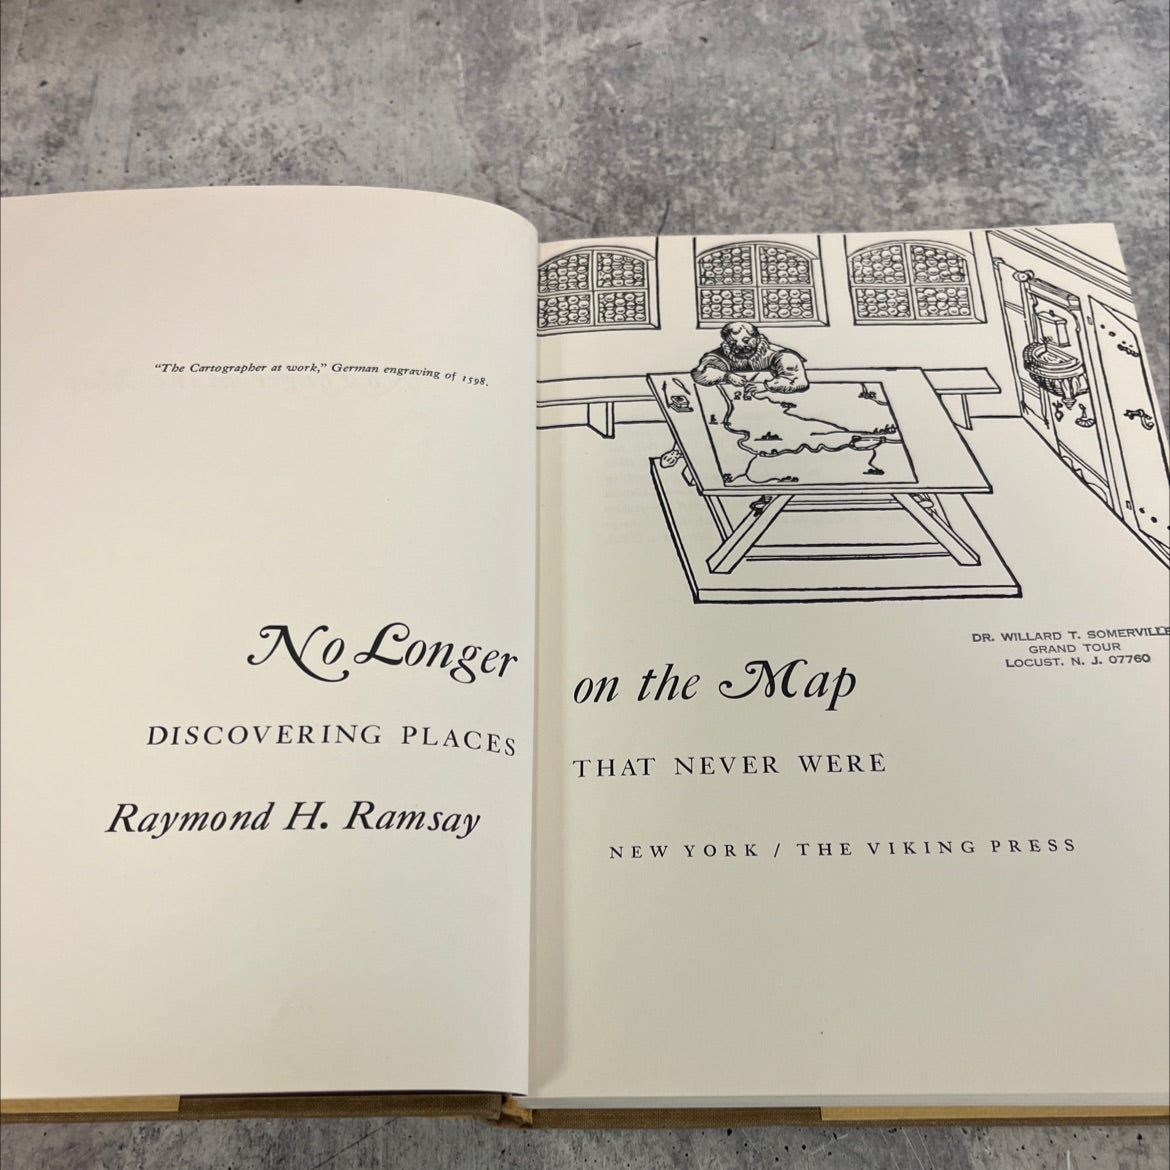 "The Cartographer at work," German engraving of 1598.
No Longer on the Map
DISCOVERING PLACES THAT NEVER WERE
Raymond H. Ramsay
NEW YORK / THE VIKING PRESS
DR. WILLARD T. SOMERVILLE
GRAND TOUR
LOCUST, N. J. 07760